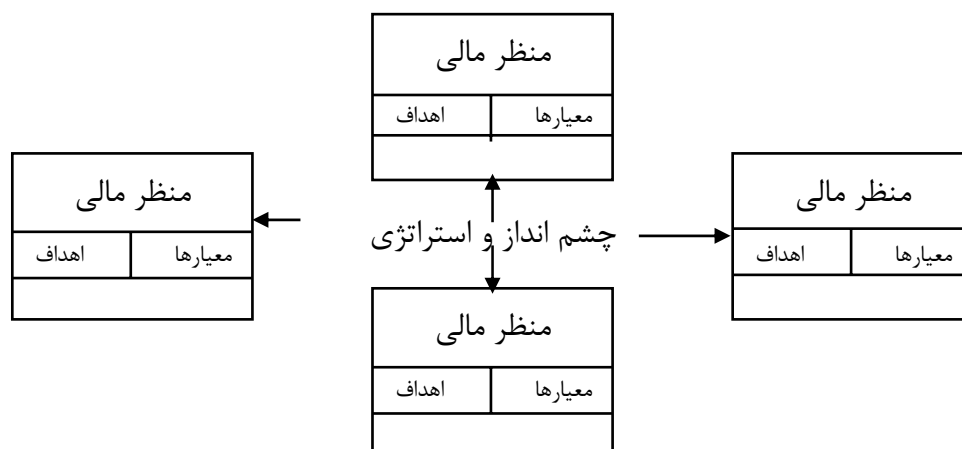 منظر مالی
معیارها اهداف
منظر مالی
معیارها اهداف
چشم انداز و استراتژی
منظر مالی
معیارها اهداف
منظر مالی
معیارها اهداف